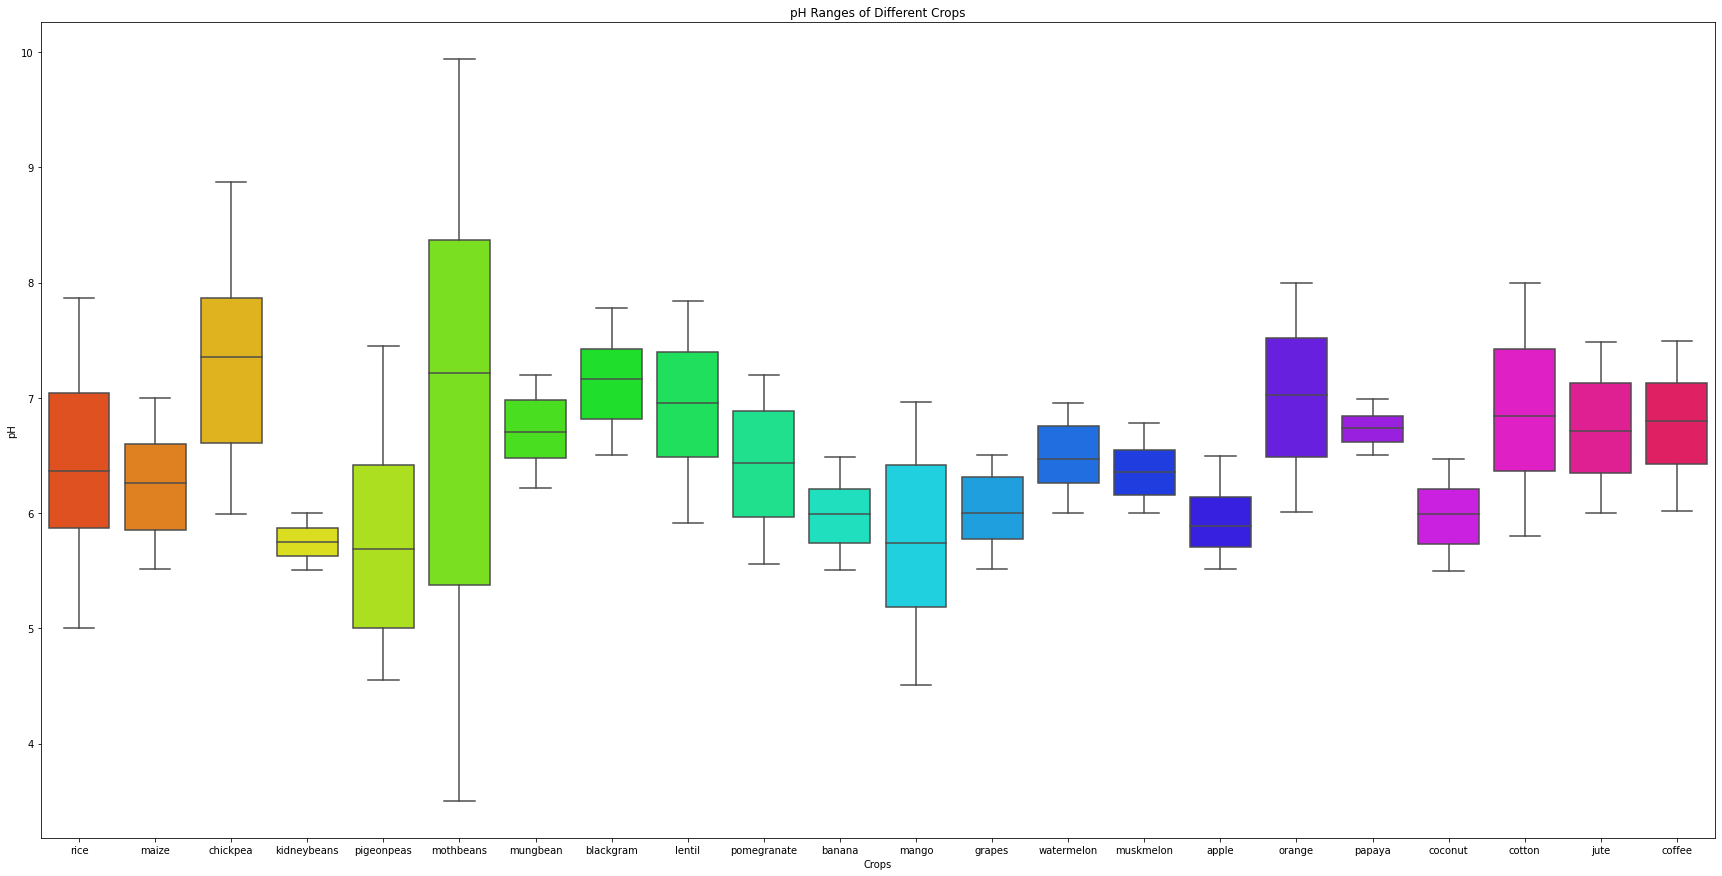 pH Ranges of Different Crops
10
9
8
7
6
5
4
pH
rice maize chickpea kidneybeans pigeonpeas mothbeans mungbean blackgram lentil pomegranate banana mango grapes watermelon muskmelon apple orange papaya coconut cotton jute coffee
Crops